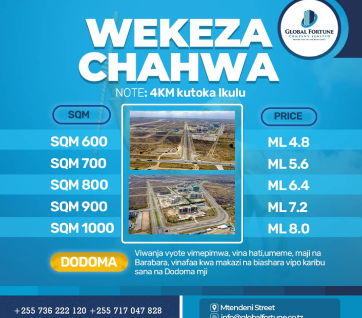 GLOBAL FORTUNE
COMPANY LIMITED
WEKEZA
CHAHWA
NOTE: 4KM kutoka Ikulu
SQM
PRICE
SQM 600
ML 4.8
SQM 700
ML 5.6
SQM 800
ML 6.4
SQM 900
ML 7.2
SQM 1000
ML 8.0
DODOMA
Viwanja vyote vimepimwa, vina hati,umeme, maji na
Barabara, vinafaa kwa makazi na biashara vipo karibu
sana na Dodoma mji
+255 736 222 120 +255 717 047 828
Mtendeni Street
info@globalfortune.co.tz